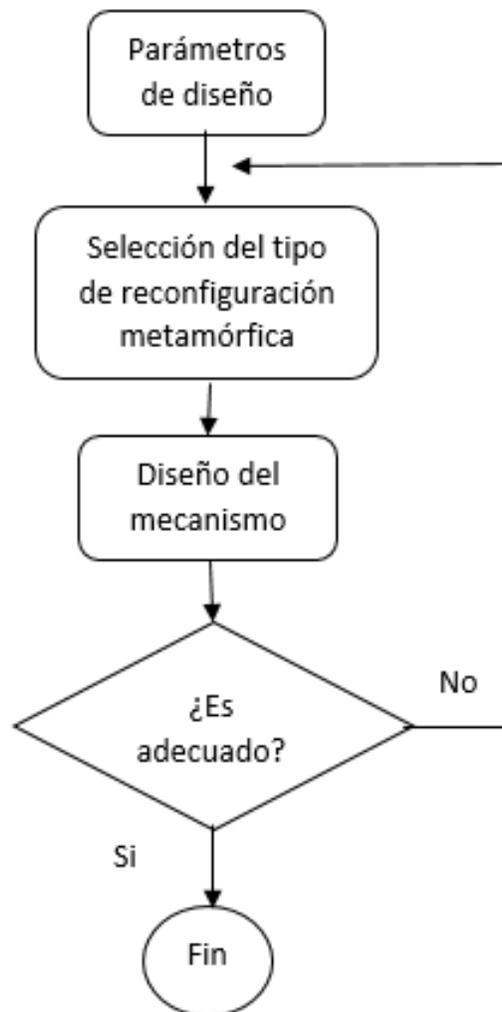 Parámetros
de diseño
Selección del tipo
de reconfiguración
metamórfica
Diseño del
mecanismo
¿Es
adecuado?
No
Si
Fin